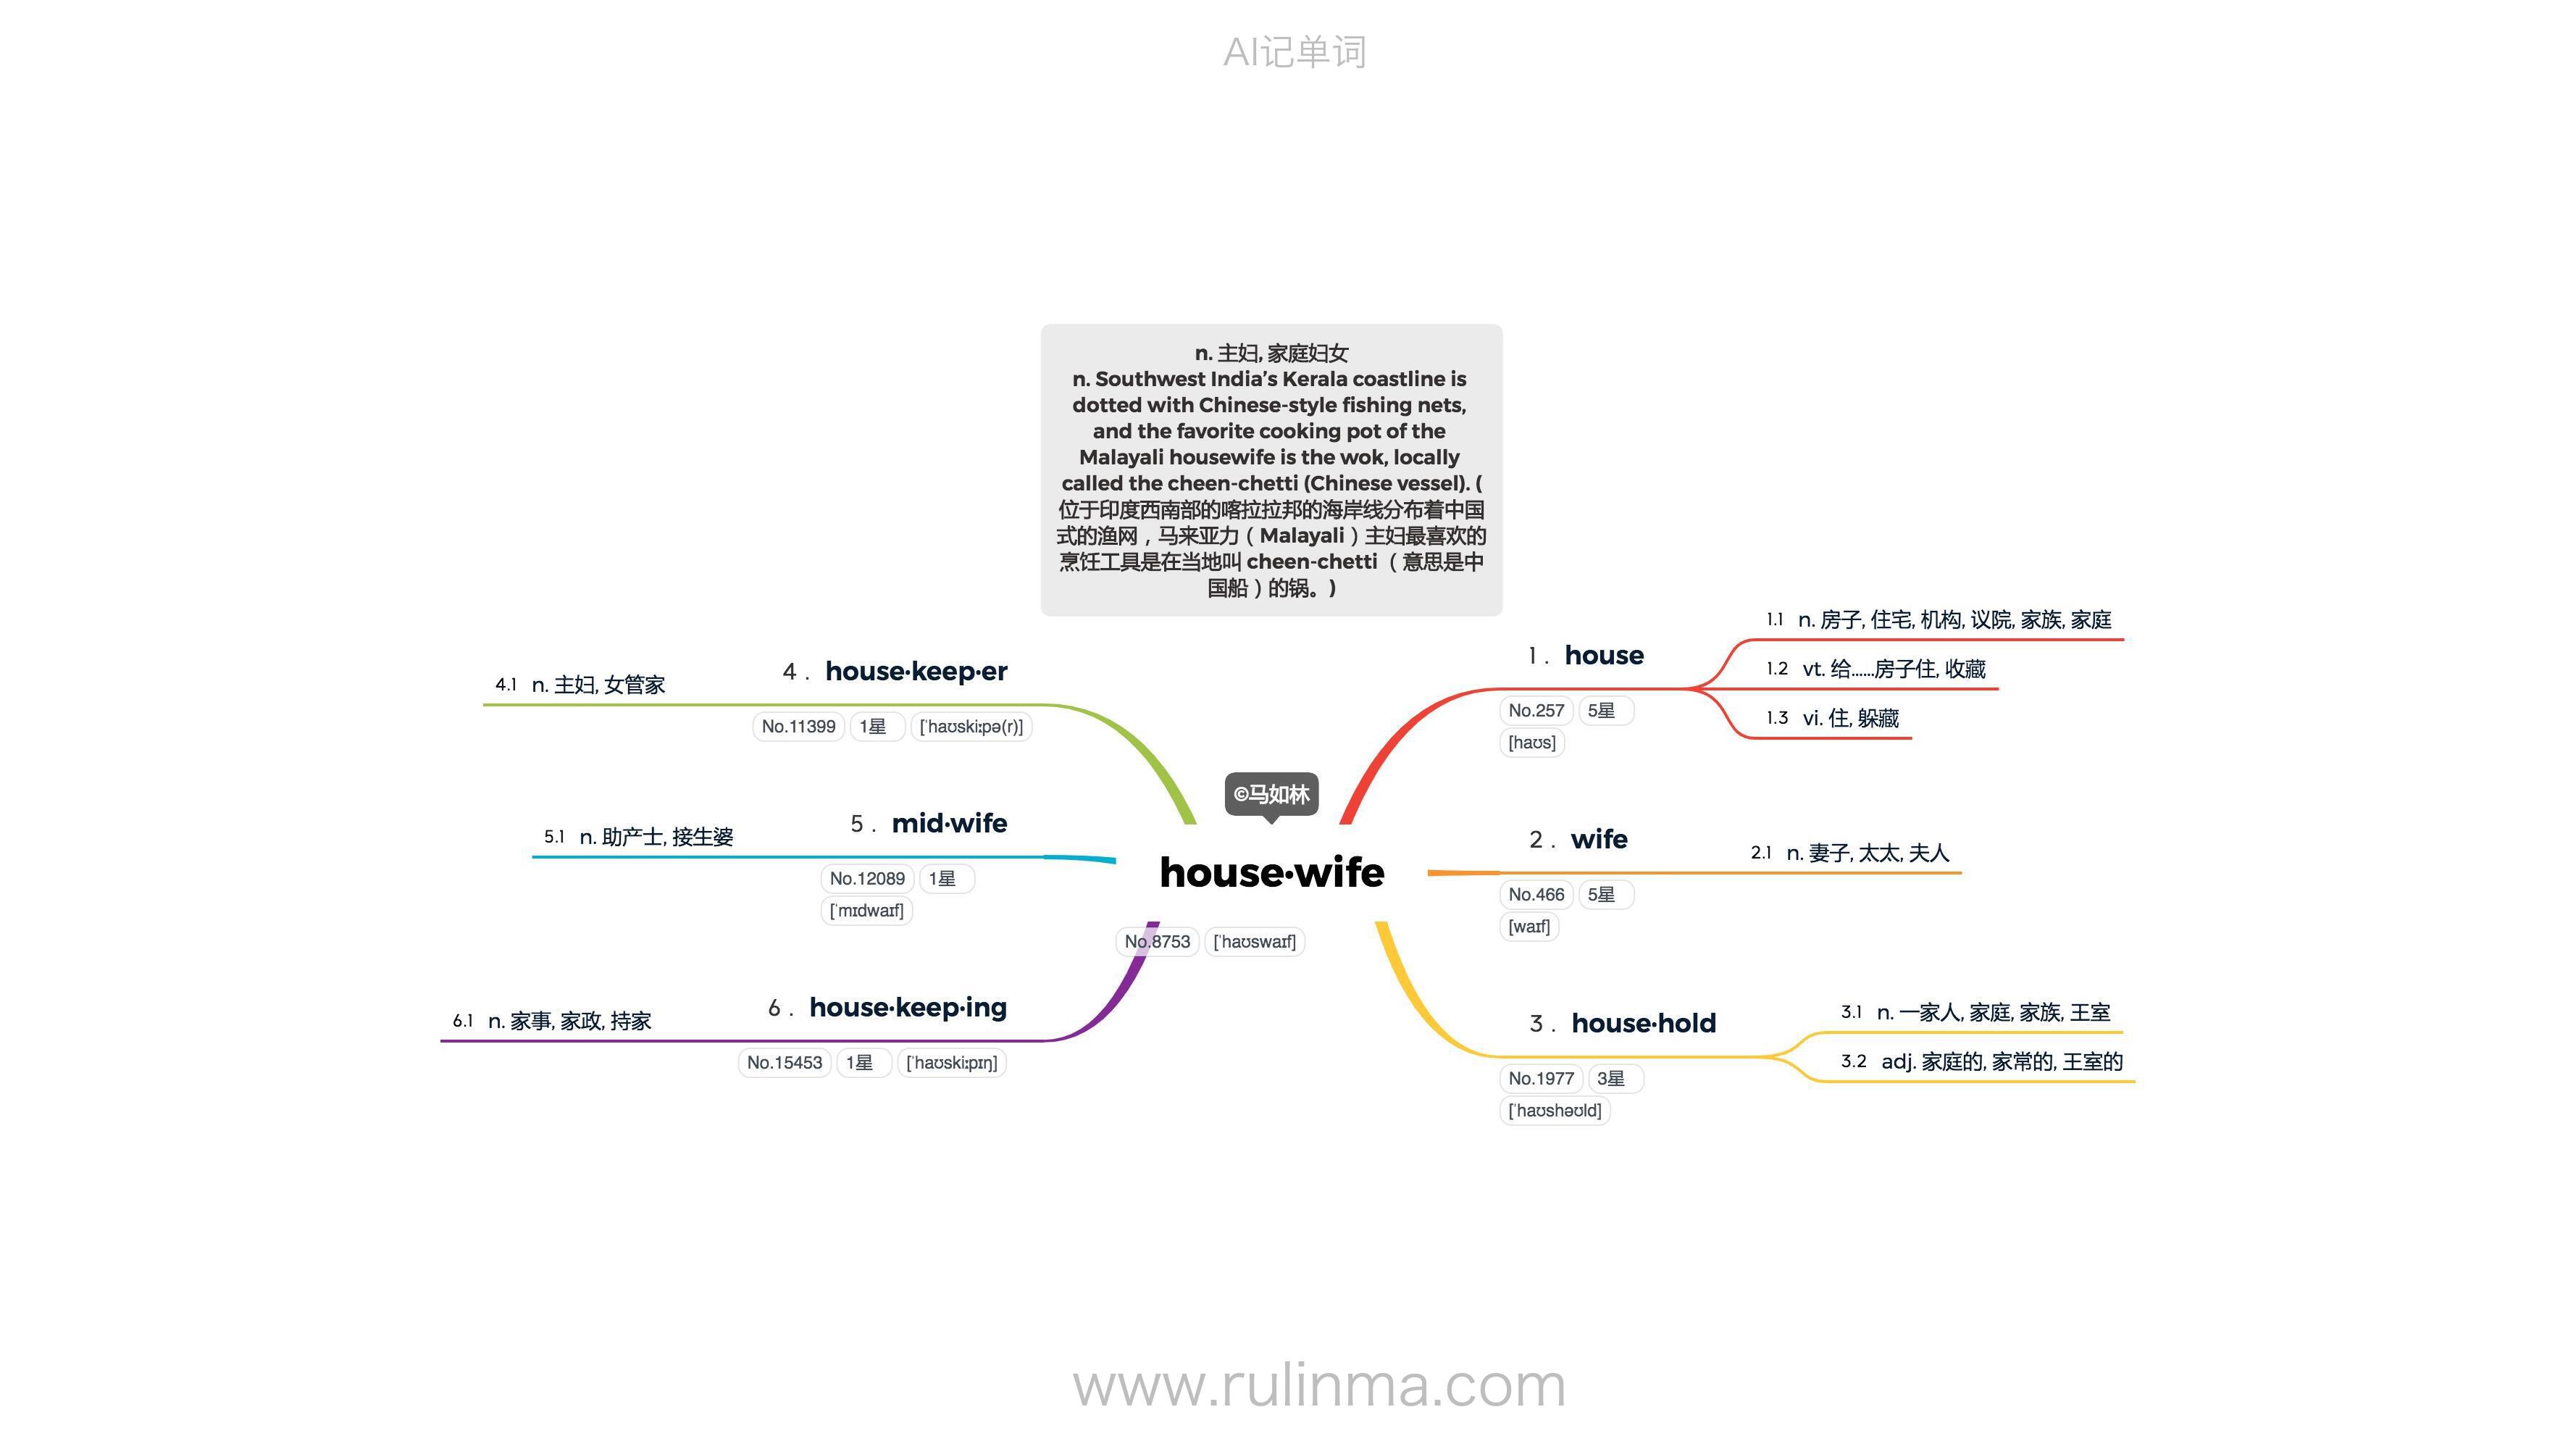 AI记单词
n. 主妇, 家庭妇女
n. Southwest India’s Kerala coastline is
dotted with Chinese-style fishing nets,
and the favorite cooking pot of the
Malayali housewife is the wok, locally
called the cheen-chetti (Chinese vessel). (
位于印度西南部的喀拉拉邦的海岸线分布着中国
式的渔网，马来亚力（Malayali）主妇最喜欢的
烹饪工具是在当地叫 cheen-chetti （意思是中
国船）的锅。)
©马如林
house·wife
No.8753 [ˈhaʊswaɪf]
1 . house
No.257 5星
[haʊs]
1.1 n. 房子, 住宅, 机构, 议院, 家族, 家庭
1.2 vt. 给......房子住, 收藏
1.3 vi. 住, 躲藏
2 . wife
No.466 5星
[waɪf]
2.1 n. 妻子, 太太, 夫人
3 . house·hold
No.1977 3星
[ˈhaʊshəʊld]
3.1 n. 一家人, 家庭, 家族, 王室
3.2 adj. 家庭的, 家常的, 王室的
4 . house·keep·er
No.11399 1星 [ˈhaʊskiːpə(r)]
4.1 n. 主妇, 女管家
5 . mid·wife
No.12089 1星
[ˈmɪdwaɪf]
5.1 n. 助产士, 接生婆
6 . house·keep·ing
No.15453 1星 [ˈhaʊskiːpɪŋ]
6.1 n. 家事, 家政, 持家
www.rulinma.com